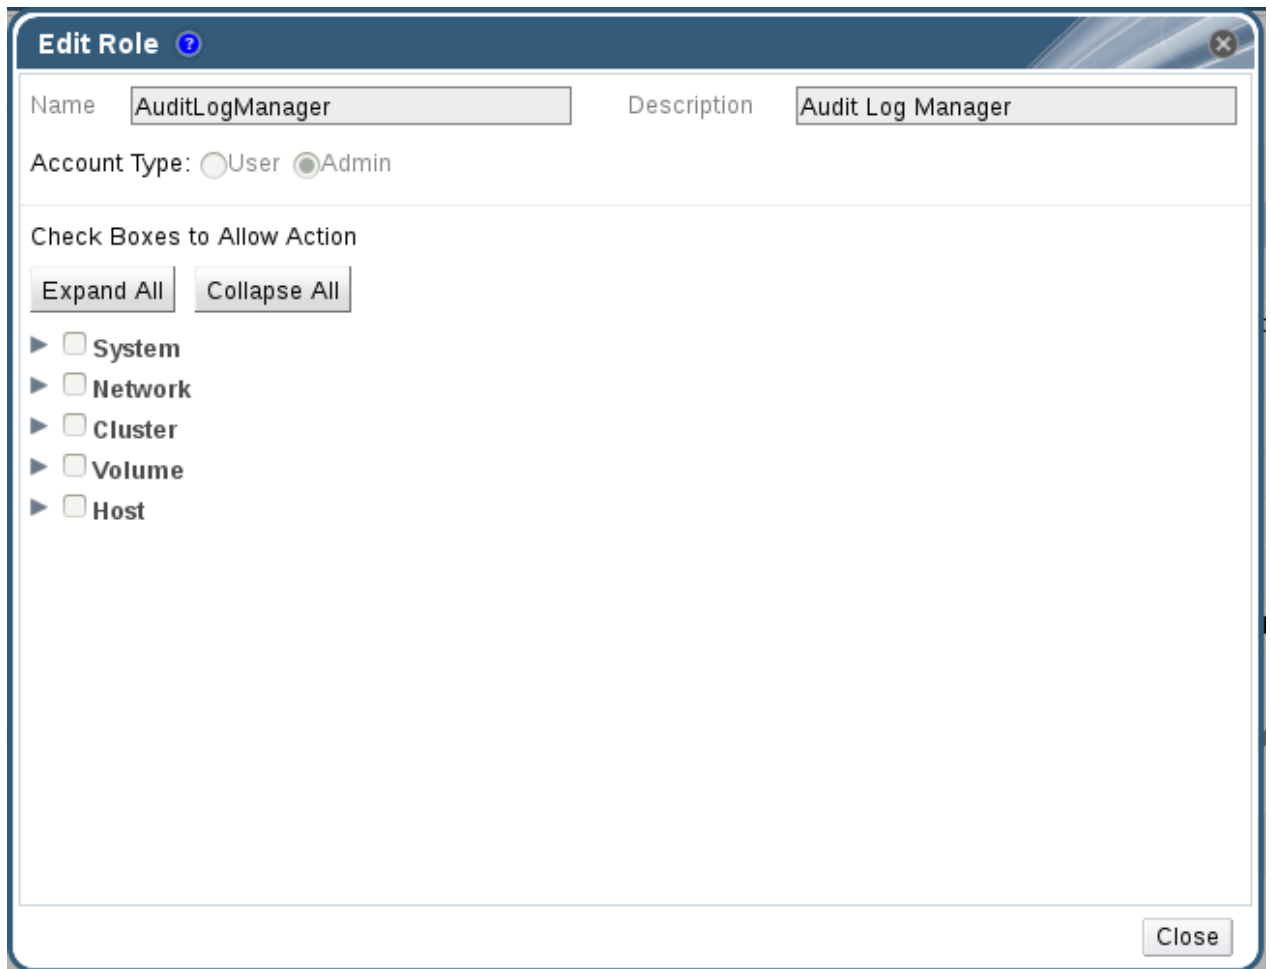 Edit Role ?
Name AuditLogManager Description Audit Log Manager
Account Type: User Admin
Check Boxes to Allow Action
Expand All Collapse All
System
Network
Cluster
Volume
Host
Close